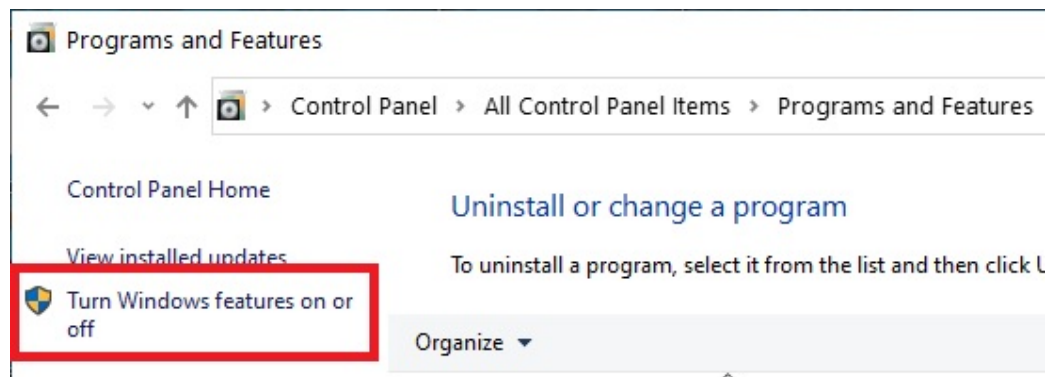 Programs and Features
Control Panel > All Control Panel Items > Programs and Features
Control Panel Home
View installed updates
Turn Windows features on or
off
Uninstall or change a program
To uninstall a program, select it from the list and then click U
Organize